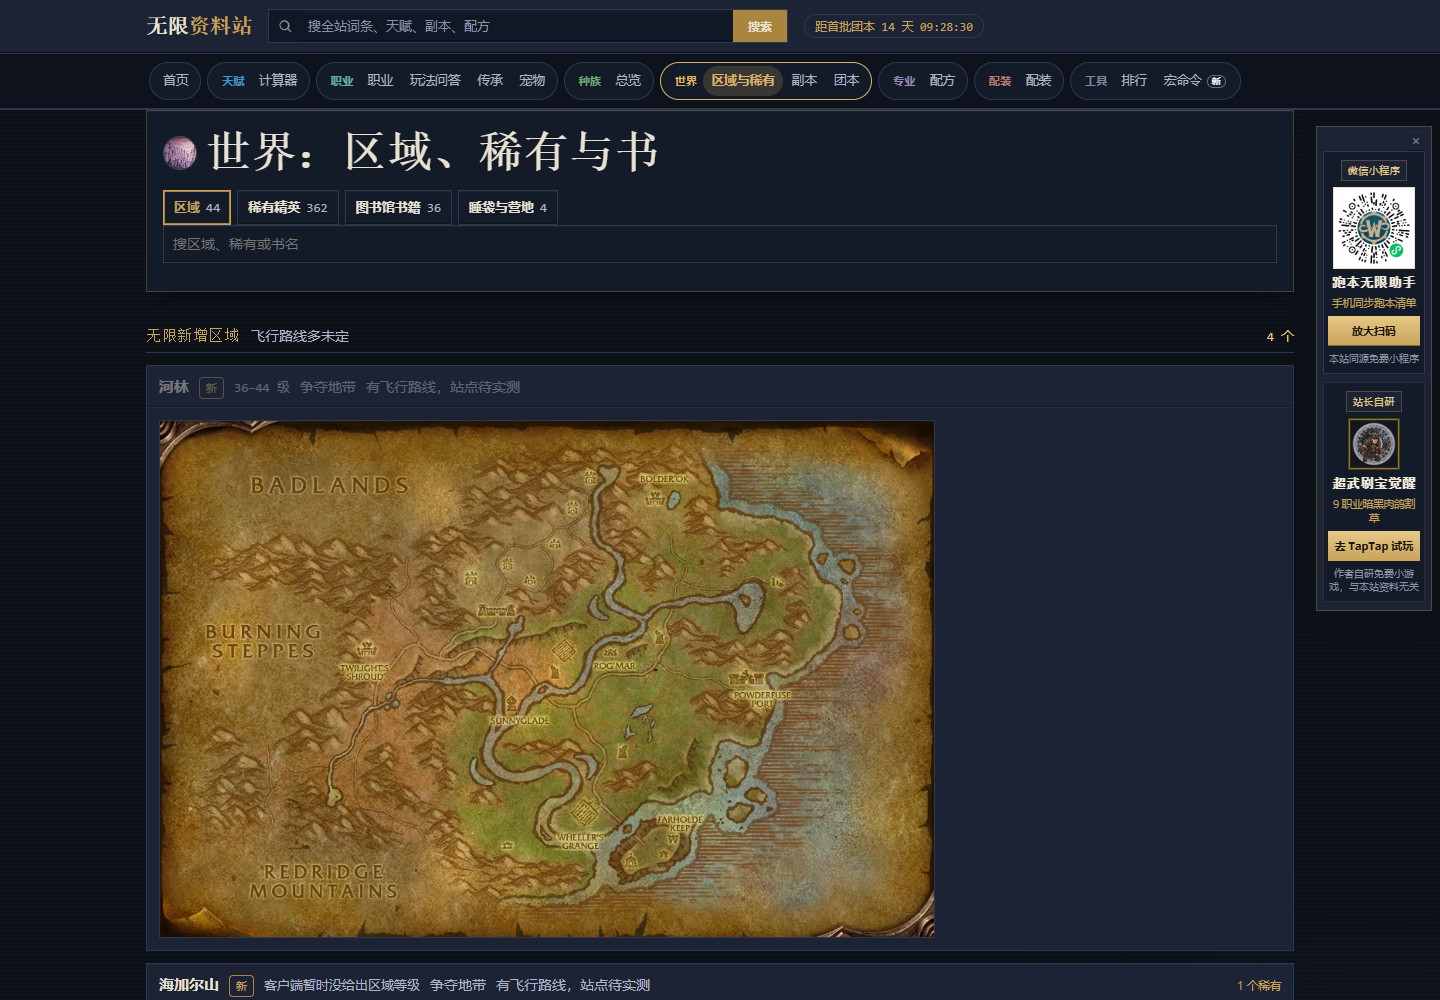 无限资料站
搜全站词条、天赋、副本、配方
搜索
距首批团本 14 天 09:28:30
首页
天赋 计算器
职业 职业 玩法问答 传承 宠物
种族 总览
世界 区域与稀有 副本 团本
专业 配方
配装 配装
工具 排行 宏命令 新
世界：区域、稀有与书
区域 44
稀有精英 362
图书馆书籍 36
睡袋与营地 4
搜区域、稀有或书名
无限新增区域 飞行路线多未定
4 个
河林 新 36–44 级 争夺地带 有飞行路线，站点待实测
BADLANDS
BOLDER'OK
BURNING
STEPPES
TWILIGHT'S
SHROUD
ROG'MAR
POWDERFUSE
PORT
SUNNYGLADE
FARHOLDE
KEEP
WHEELER'S
GRANGE
REDRIDGE
MOUNTAINS
海加尔山 新 客户端暂时没给出区域等级 争夺地带 有飞行路线，站点待实测
1 个稀有
×
微信小程序
W
跑本无限助手
手机同步跑本清单
放大扫码
本站同源免费小程序
站长自研
超武刷宝觉醒
9 职业暗黑肉鸽割
草
去 TapTap 试玩
作者自研免费小游
戏，与本站资料无关